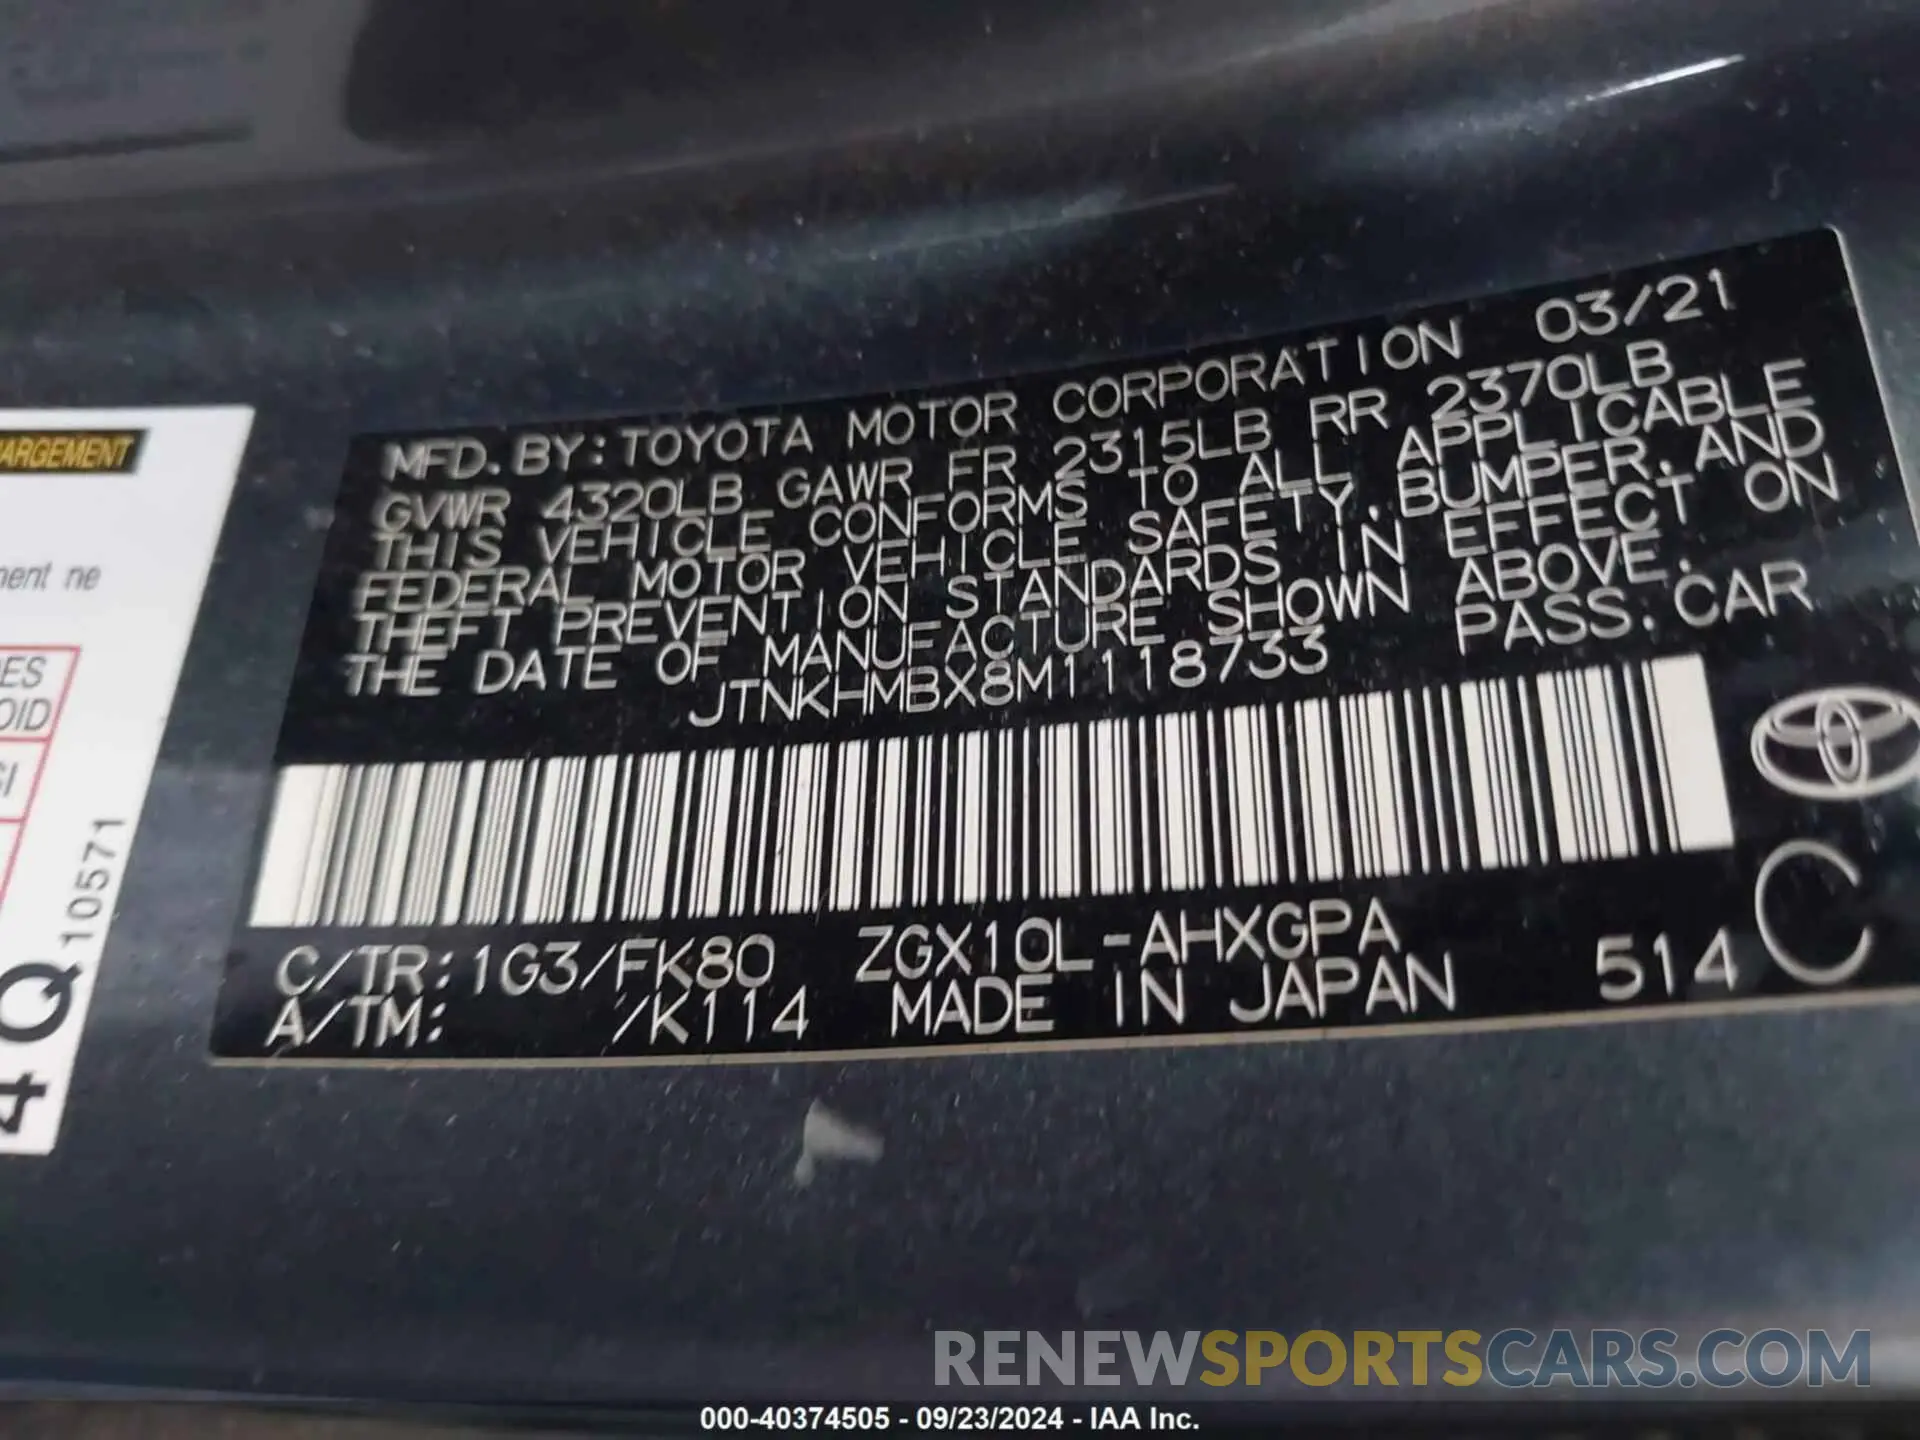 MFD. BY: TOYOTA MOTOR CORPORATION 03/21
GVWR 4320LB GAWR FR 2315LB RR 2370LB
THIS VEHICLE CONFORMS TO ALL APPLICABLE
FEDERAL MOTOR VEHICLE SAFETY, BUMPER, AND
THEFT PREVENTION STANDARDS IN EFFECT ON
THE DATE OF MANUFACTURE SHOWN ABOVE.
JTNKHMBX8M1118733 PASS. CAR
C/TR: 1G3/FK80 ZGX10L-AHXGPA
A/TM: /K114 MADE IN JAPAN 514 C
ARGEMENT
ment ne
ES
OID
SI
4Q 10571
RENEWSPORTSCARS.COM
000-40374505 - 09/23/2024 - IAA Inc.